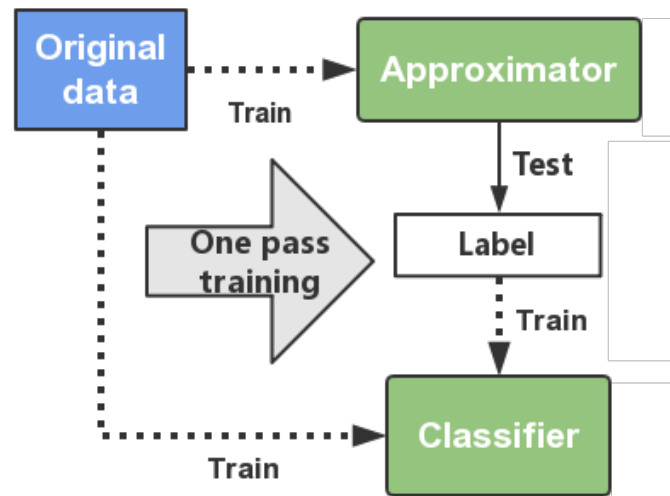 Original
data
Approximator
Train
Test
One pass
training
Label
Train
Classifier
Train